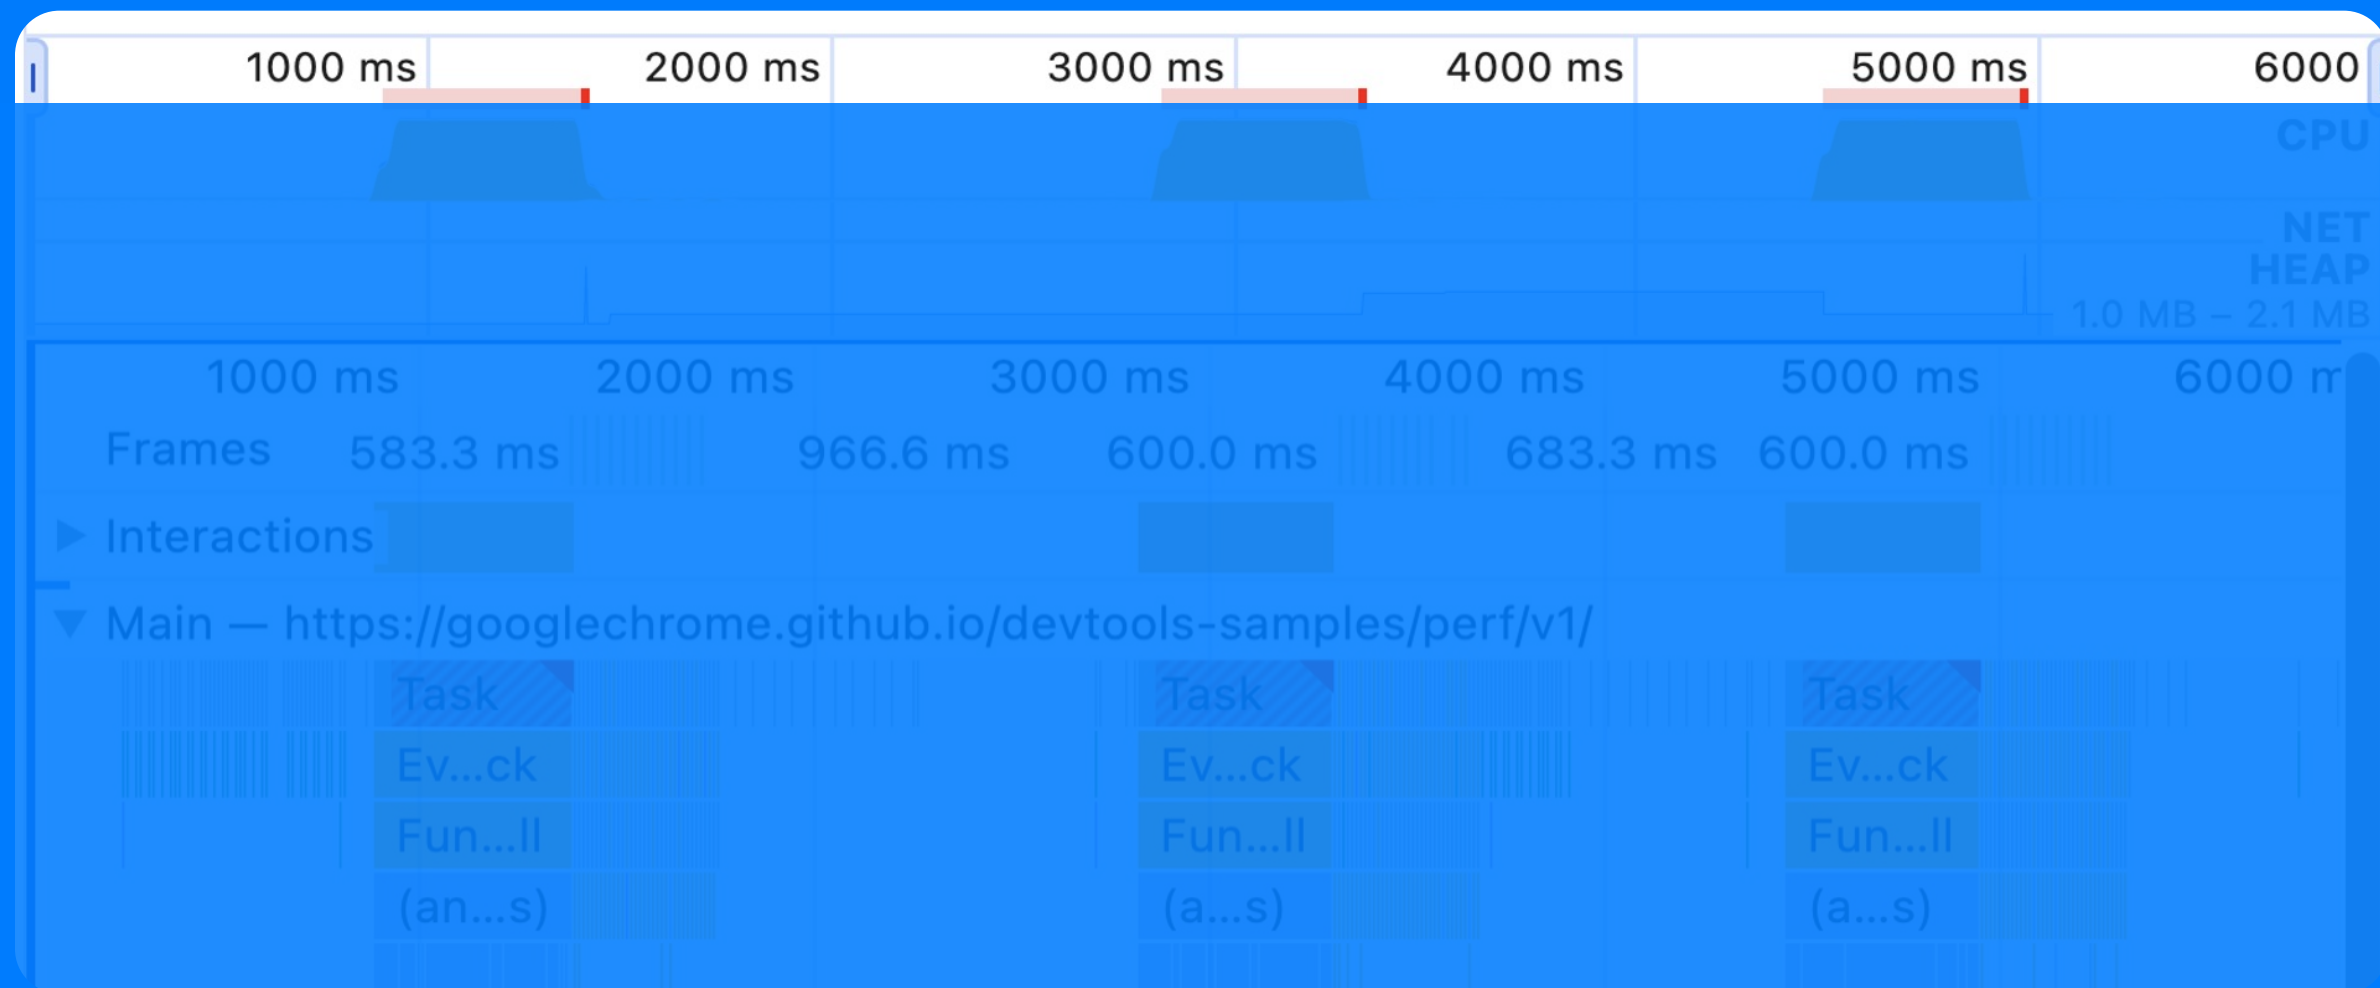 1000 ms 2000 ms 3000 ms 4000 ms 5000 ms 6000
CPU
NET
HEAP
1.0 MB – 2.1 MB
1000 ms 2000 ms 3000 ms 4000 ms 5000 ms 6000 m
Frames 583.3 ms 966.6 ms 600.0 ms 683.3 ms 600.0 ms
Interactions
Main — https://googlechrome.github.io/devtools-samples/perf/v1/
Task Task Task
Ev...ck Ev...ck Ev...ck
Fun...ll Fun...ll Fun...ll
(an...s) (a...s) (a...s)